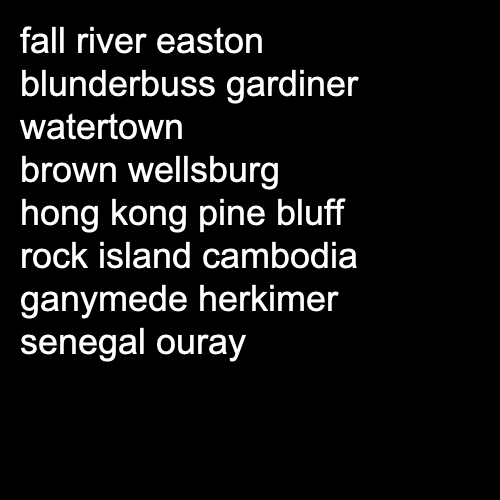 fall river easton
blunderbuss gardiner
watertown
brown wellsburg
hong kong pine bluff
rock island cambodia
ganymede herkimer
senegal ouray